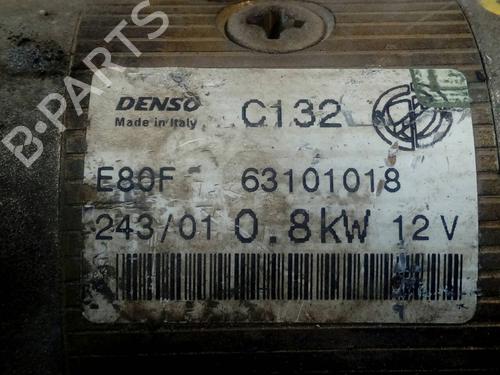 DENSO C132
Made in Italy
E80F 63101018
243/01 0.8KW 12V
B-PARTS